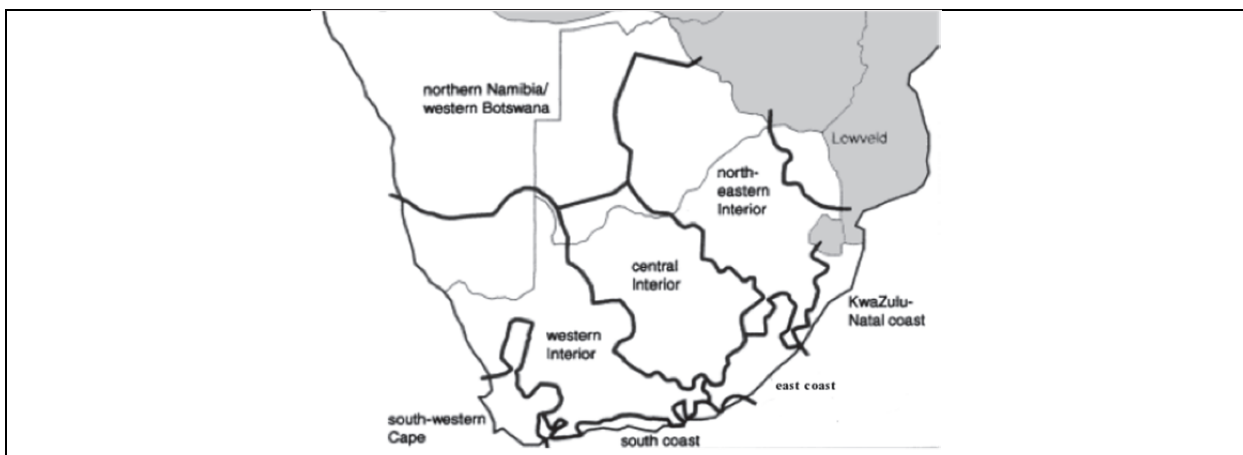 northern Namibia/
western Botswana
Lowveld
north-
eastern
Interior
central
Interior
KwaZulu-
Natal coast
western
Interior
east coast
south-western
Cape
south coast